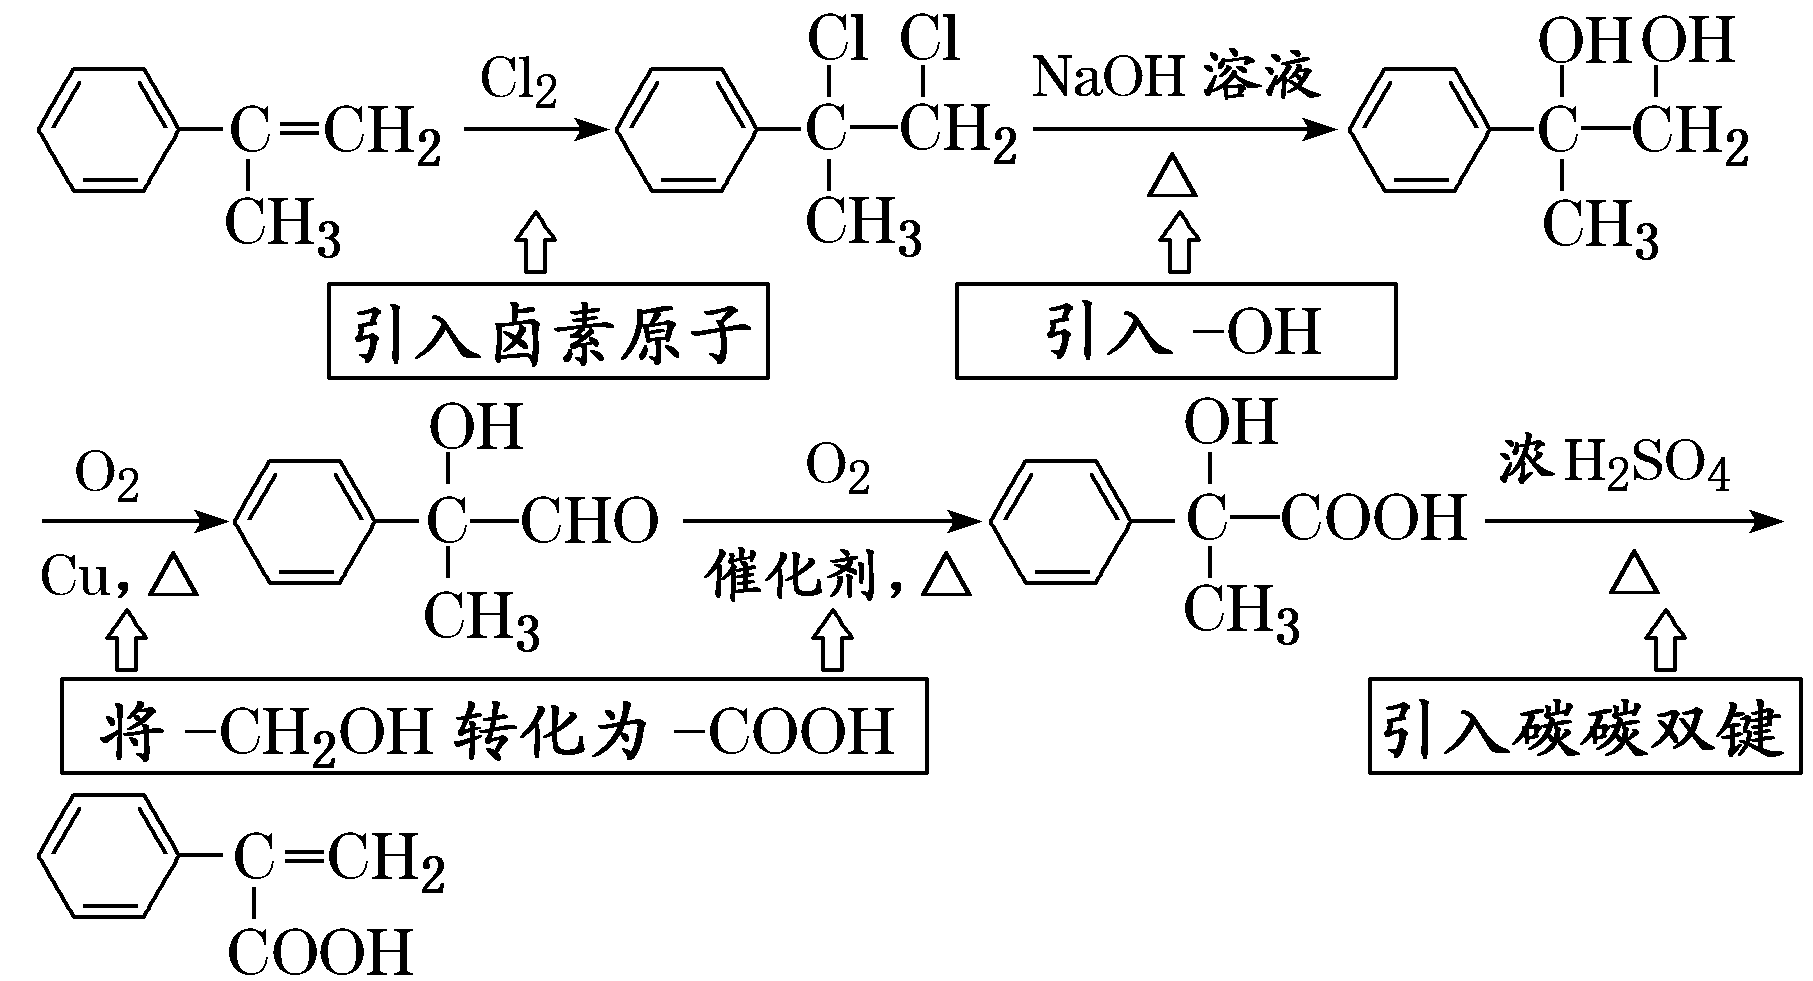 C=CH₂
CH₃
Cl₂
引入卤素原子
Cl Cl
C—CH₂
CH₃
NaOH 溶液
△
引入 –OH
OH OH
C—CH₂
CH₃
O₂
Cu，△
将 –CH₂OH 转化为 –COOH
OH
C—CHO
CH₃
O₂
催化剂，△
OH
C—COOH
CH₃
浓 H₂SO₄
△
引入碳碳双键
C=CH₂
COOH